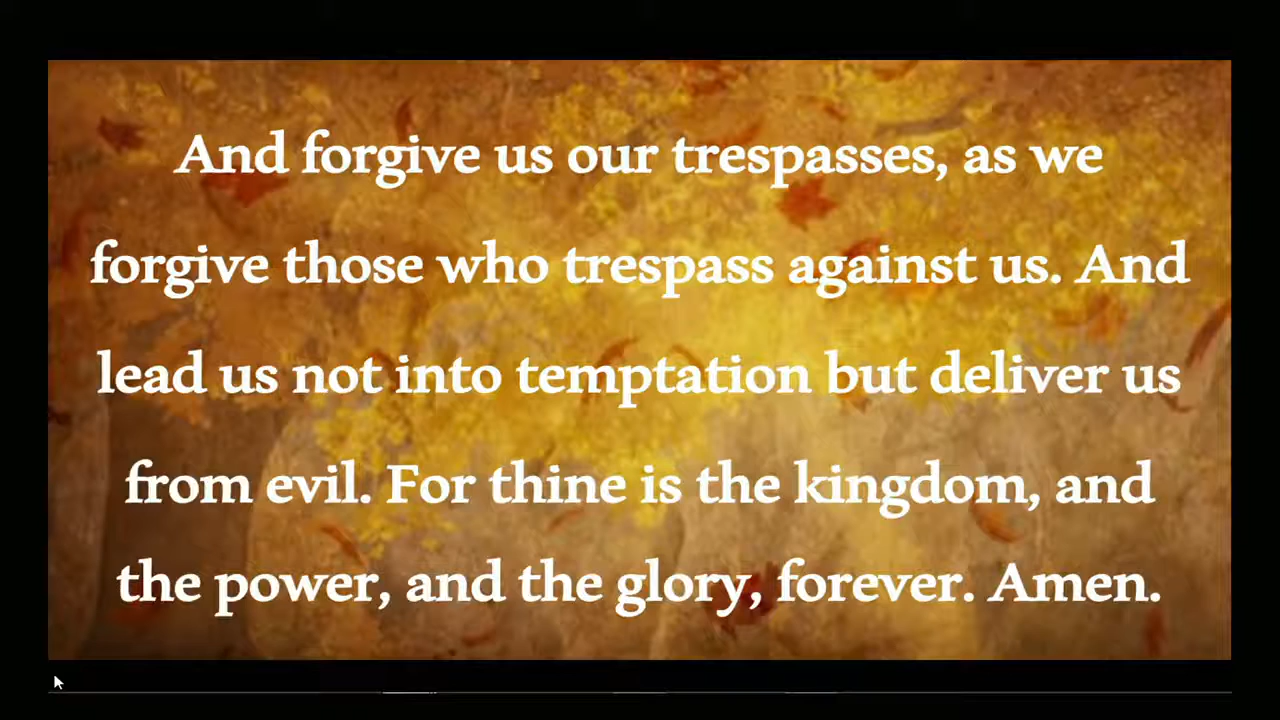 And forgive us our trespasses, as we
forgive those who trespass against us. And
lead us not into temptation but deliver us
from evil. For thine is the kingdom, and
the power, and the glory, forever. Amen.